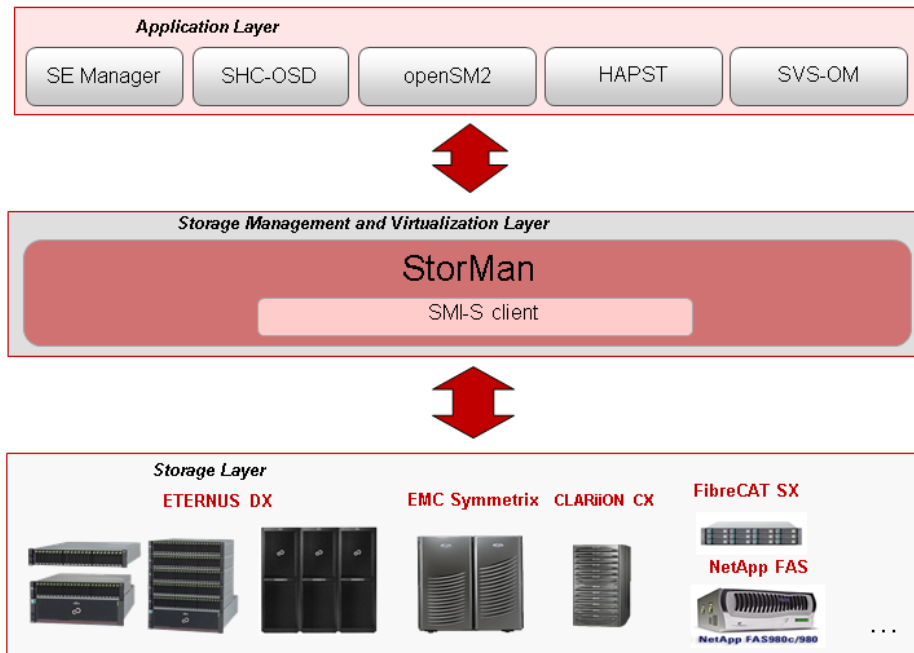 Application Layer
SE Manager
SHC-OSD
openSM2
HAPST
SVS-OM
Storage Management and Virtualization Layer
StorMan
SMI-S client
Storage Layer
ETERNUS DX
EMC Symmetrix
CLARiiON CX
FibreCAT SX
NetApp FAS
NetApp FAS980c/980
...